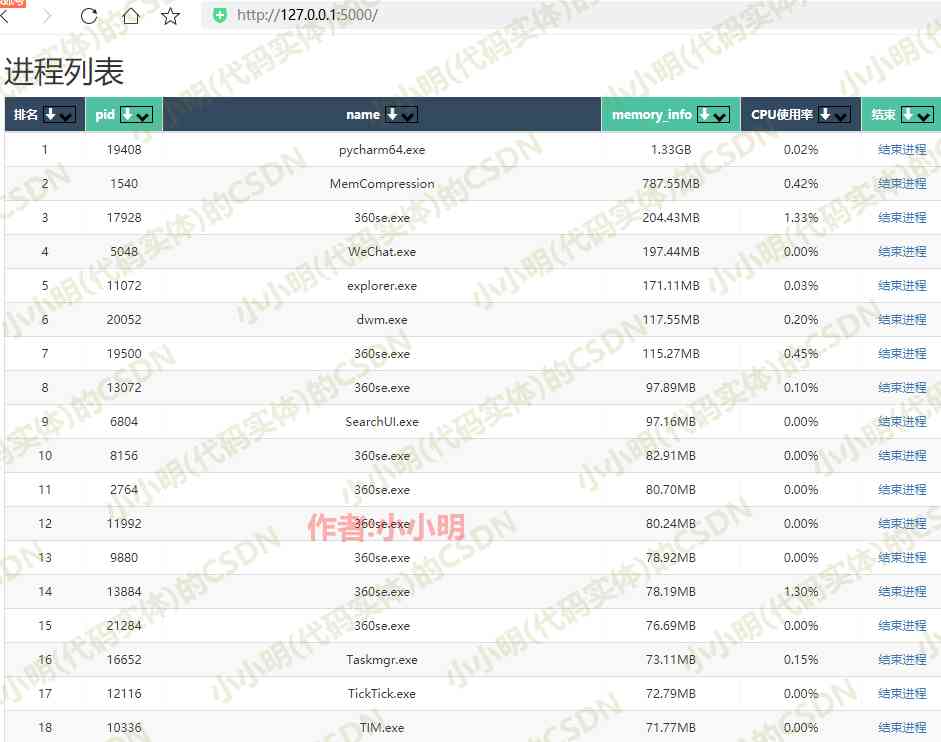 http://127.0.0.1:5000/
进程列表
排名 pid name memory_info CPU使用率 结束
1 19408 pycharm64.exe 1.33GB 0.02% 结束进程
2 1540 MemCompression 787.55MB 0.42% 结束进程
3 17928 360se.exe 204.43MB 1.33% 结束进程
4 5048 WeChat.exe 197.44MB 0.00% 结束进程
5 11072 explorer.exe 171.11MB 0.03% 结束进程
6 20052 dwm.exe 117.55MB 0.20% 结束进程
7 19500 360se.exe 115.27MB 0.45% 结束进程
8 13072 360se.exe 97.89MB 0.10% 结束进程
9 6804 SearchUI.exe 97.16MB 0.00% 结束进程
10 8156 360se.exe 82.91MB 0.00% 结束进程
11 2764 360se.exe 80.70MB 0.00% 结束进程
12 11992 360se.exe 80.24MB 0.00% 结束进程
作者:小小明
13 9880 360se.exe 78.92MB 0.00% 结束进程
14 13884 360se.exe 78.19MB 1.30% 结束进程
15 21284 360se.exe 76.69MB 0.00% 结束进程
16 16652 Taskmgr.exe 73.11MB 0.15% 结束进程
17 12116 TickTick.exe 72.79MB 0.00% 结束进程
18 10336 TIM.exe 71.77MB 0.00% 结束进程
小小明(代码实体)的CSDN